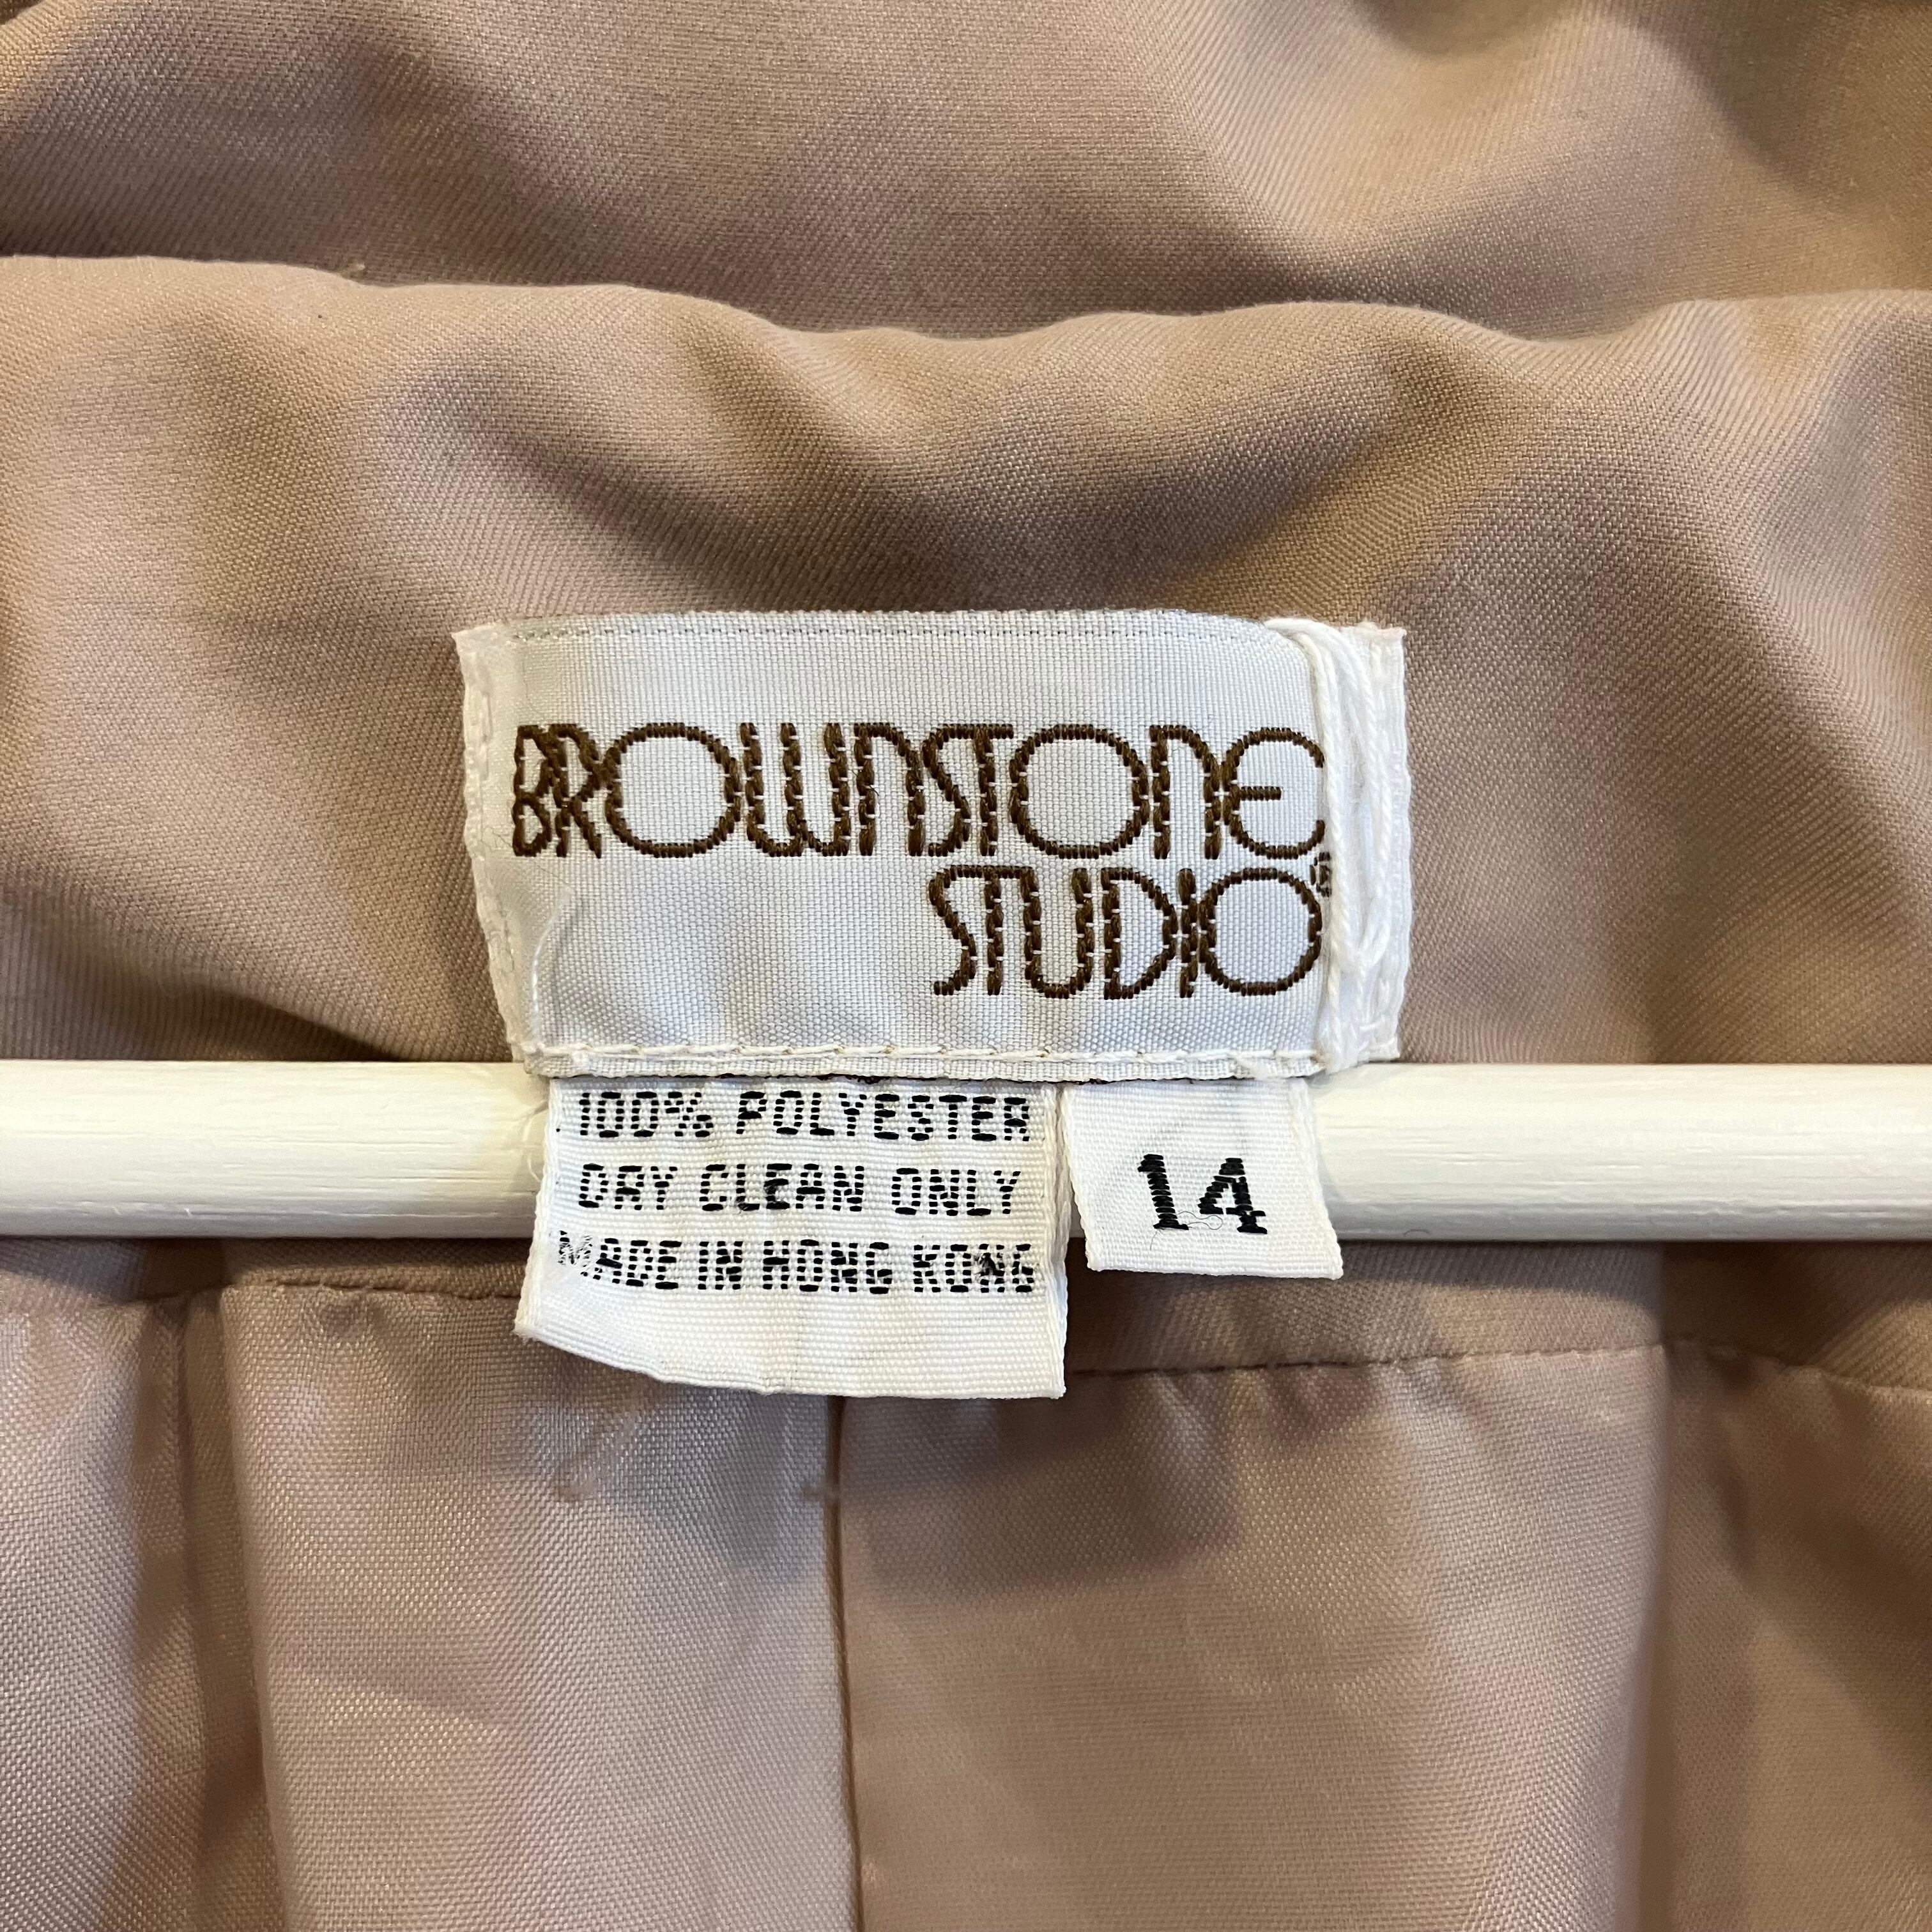 BROWNSTONE
STUDIO®
100% POLYESTER
DRY CLEAN ONLY
MADE IN HONG KONG
14